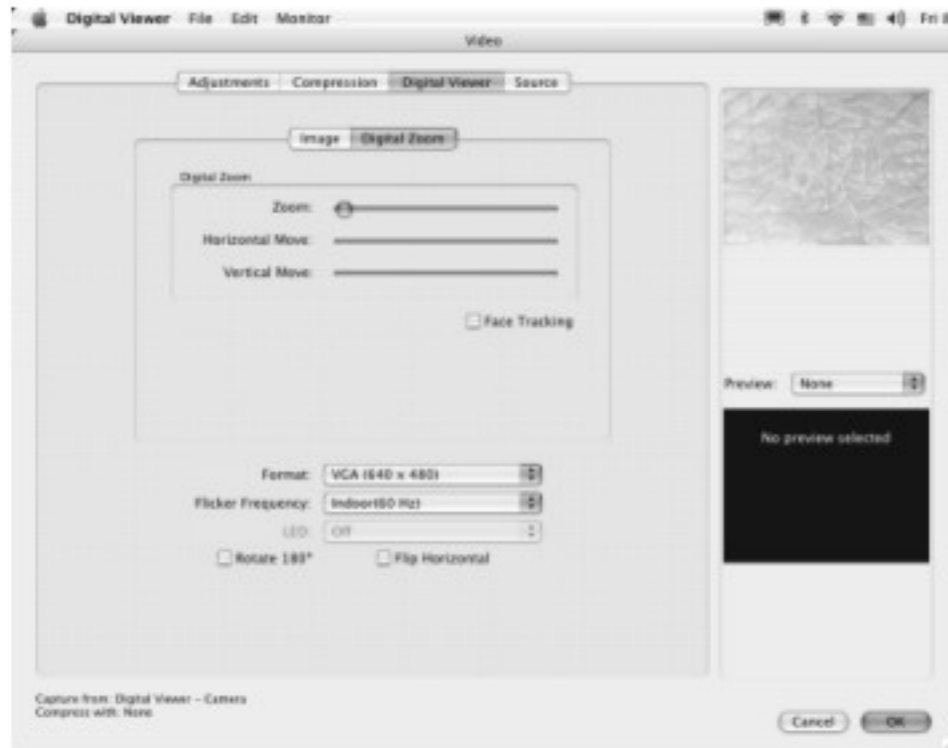 Digital Viewer File Edit Monitor Fri
Video
Adjustments Compression Digital Viewer Source
Image Digital Zoom
Digital Zoom
Zoom:
Horizontal Move:
Vertical Move:
Face Tracking
Preview: None
No preview selected
Format: VGA (640 x 480)
Flicker Frequency: Indoor(60 Hz)
LED: Off
Rotate 180° Flip Horizontal
Capture from: Digital Viewer – Camera
Compress with: None
Cancel OK